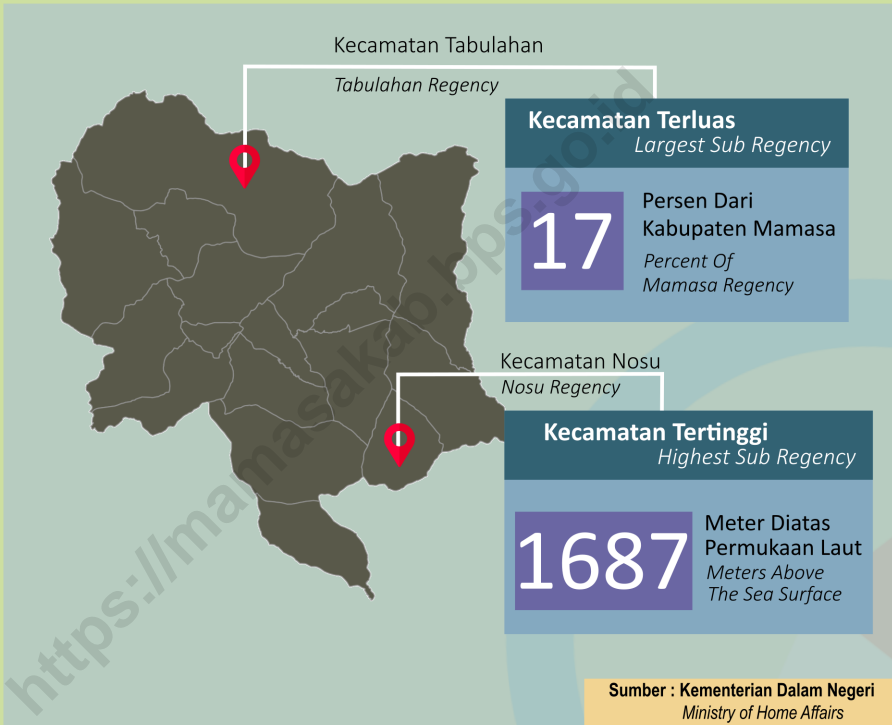 Kecamatan Tabulahan
Tabulahan Regency
Kecamatan Terluas
Largest Sub Regency
17
Persen Dari
Kabupaten Mamasa
Percent Of
Mamasa Regency
Kecamatan Nosu
Nosu Regency
Kecamatan Tertinggi
Highest Sub Regency
1687
Meter Diatas
Permukaan Laut
Meters Above
The Sea Surface
Sumber : Kementerian Dalam Negeri
Ministry of Home Affairs
https://mamasakab.bps.go.id